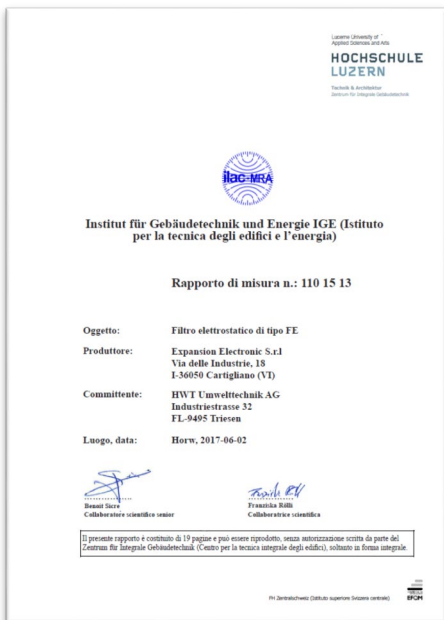 Lucerne University of
Applied Sciences and Arts
HOCHSCHULE
LUZERN
Technik & Architektur
Zentrum für Integrale Gebäudetechnik
ilac-MRA
Institut für Gebäudetechnik und Energie IGE (Istituto
per la tecnica degli edifici e l'energia)
Rapporto di misura n.: 110 15 13
Oggetto: Filtro elettrostatico di tipo FE
Produttore: Expansion Electronic S.r.l
Via delle Industrie, 18
I-36050 Cartigliano (VI)
Committente: HWT Umwelttechnik AG
Industriestrasse 32
FL-9495 Triesen
Luogo, data: Horw, 2017-06-02
Benoit Sicre Franziska Rölli
Collaboratore scientifico senior Collaboratrice scientifica
Il presente rapporto è costituito di 19 pagine e può essere riprodotto, senza autorizzazione scritta da parte del
Zentrum für Integrale Gebäudetechnik (Centro per la tecnica integrale degli edifici), soltanto in forma integrale.
FH Zentralschweiz (Istituto superiore Svizzera centrale)
EFQM